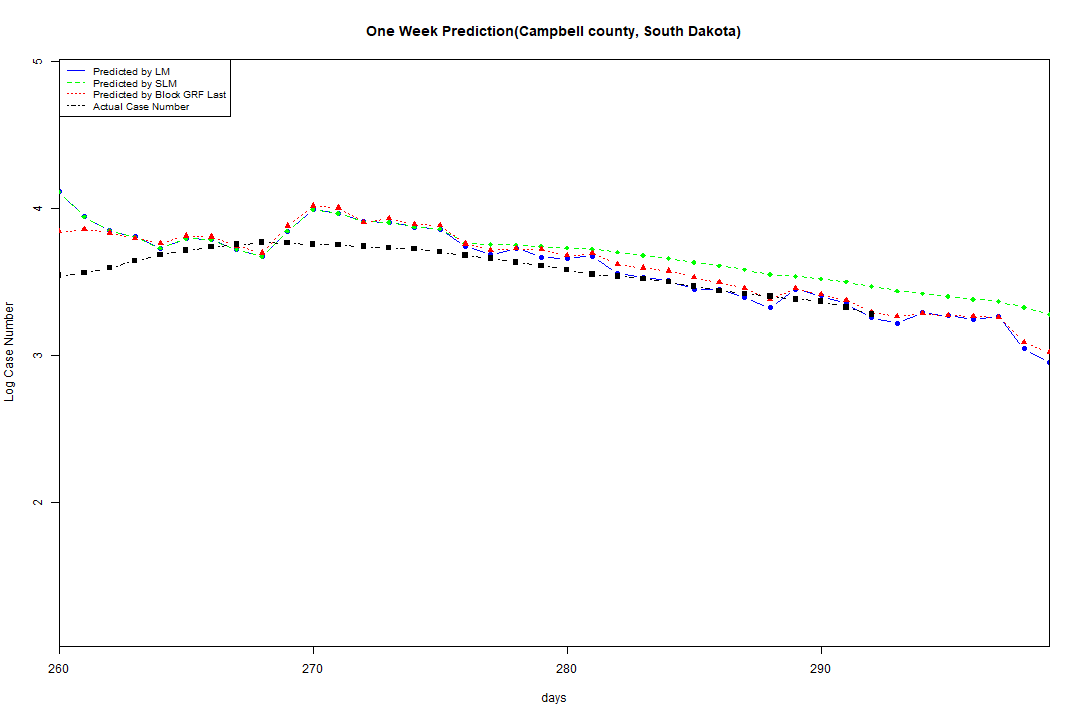 One Week Prediction(Campbell county, South Dakota)
Predicted by LM
Predicted by SLM
Predicted by Block GRF Last
Actual Case Number
5
4
3
2
Log Case Number
260 270 280 290
days